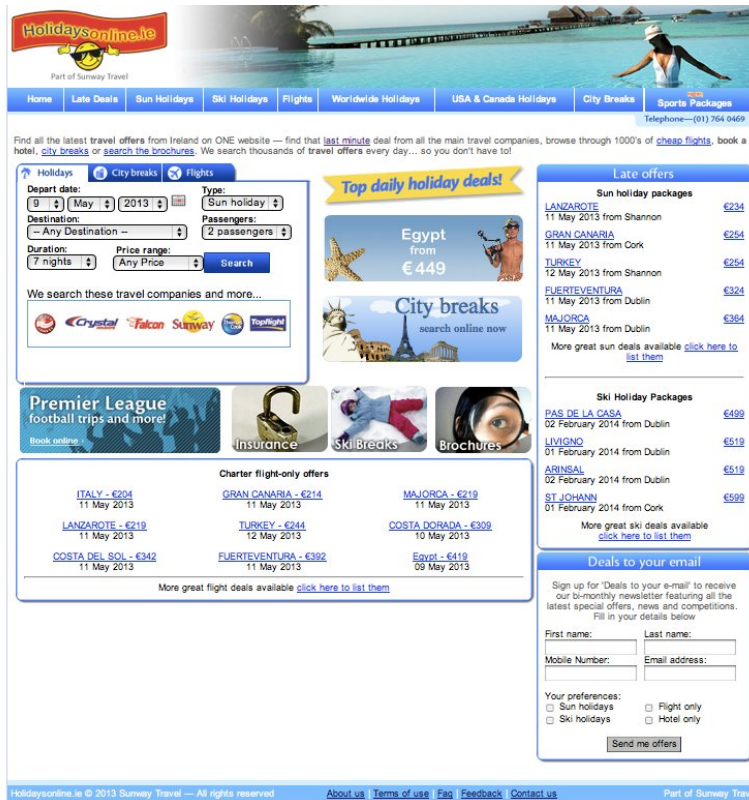 Holidaysonline.ie
Part of Sunway Travel
Home Late Deals Sun Holidays Ski Holidays Flights Worldwide Holidays USA & Canada Holidays City Breaks Sports Packages
Telephone—(01) 764 0469
Find all the latest travel offers from Ireland on ONE website — find that last minute deal from all the main travel companies, browse through 1000's of cheap flights, book a
hotel, city breaks or search the brochures. We search thousands of travel offers every day... so you don't have to!
Holidays City breaks Flights
Depart date: Type:
9 May 2013 Sun holiday
Destination: Passengers:
-- Any Destination -- 2 passengers
Duration: Price range:
7 nights Any Price Search
We search these travel companies and more...
Crystal Falcon Sunway Topflight
Top daily holiday deals!
Egypt
from
€449
City breaks
search online now
Premier League
football trips and more!
Book online ›
Insurance
Ski Breaks
Brochures
Charter flight-only offers
ITALY - €204 GRAN CANARIA - €214 MAJORCA - €219
11 May 2013 11 May 2013 11 May 2013
LANZAROTE - €219 TURKEY - €244 COSTA DORADA - €309
11 May 2013 12 May 2013 10 May 2013
COSTA DEL SOL - €342 FUERTEVENTURA - €392 Egypt - €419
11 May 2013 11 May 2013 09 May 2013
More great flight deals available click here to list them
Late offers
Sun holiday packages
LANZAROTE €234
11 May 2013 from Shannon
GRAN CANARIA €254
11 May 2013 from Cork
TURKEY €254
12 May 2013 from Shannon
FUERTEVENTURA €324
11 May 2013 from Dublin
MAJORCA €364
11 May 2013 from Dublin
More great sun deals available click here to
list them
Ski Holiday Packages
PAS DE LA CASA €499
02 February 2014 from Dublin
LIVIGNO €519
01 February 2014 from Dublin
ARINSAL €519
02 February 2014 from Dublin
ST JOHANN €599
01 February 2014 from Cork
More great ski deals available
click here to list them
Deals to your email
Sign up for 'Deals to your e-mail' to receive
our bi-monthly newsletter featuring all the
latest special offers, news and competitions.
Fill in your details below
First name: Last name:
Mobile Number: Email address:
Your preferences:
Sun holidays Flight only
Ski holidays Hotel only
Send me offers
Holidaysonline.ie © 2013 Sunway Travel — All rights reserved About us | Terms of use | Faq | Feedback | Contact us Part of Sunway Trav